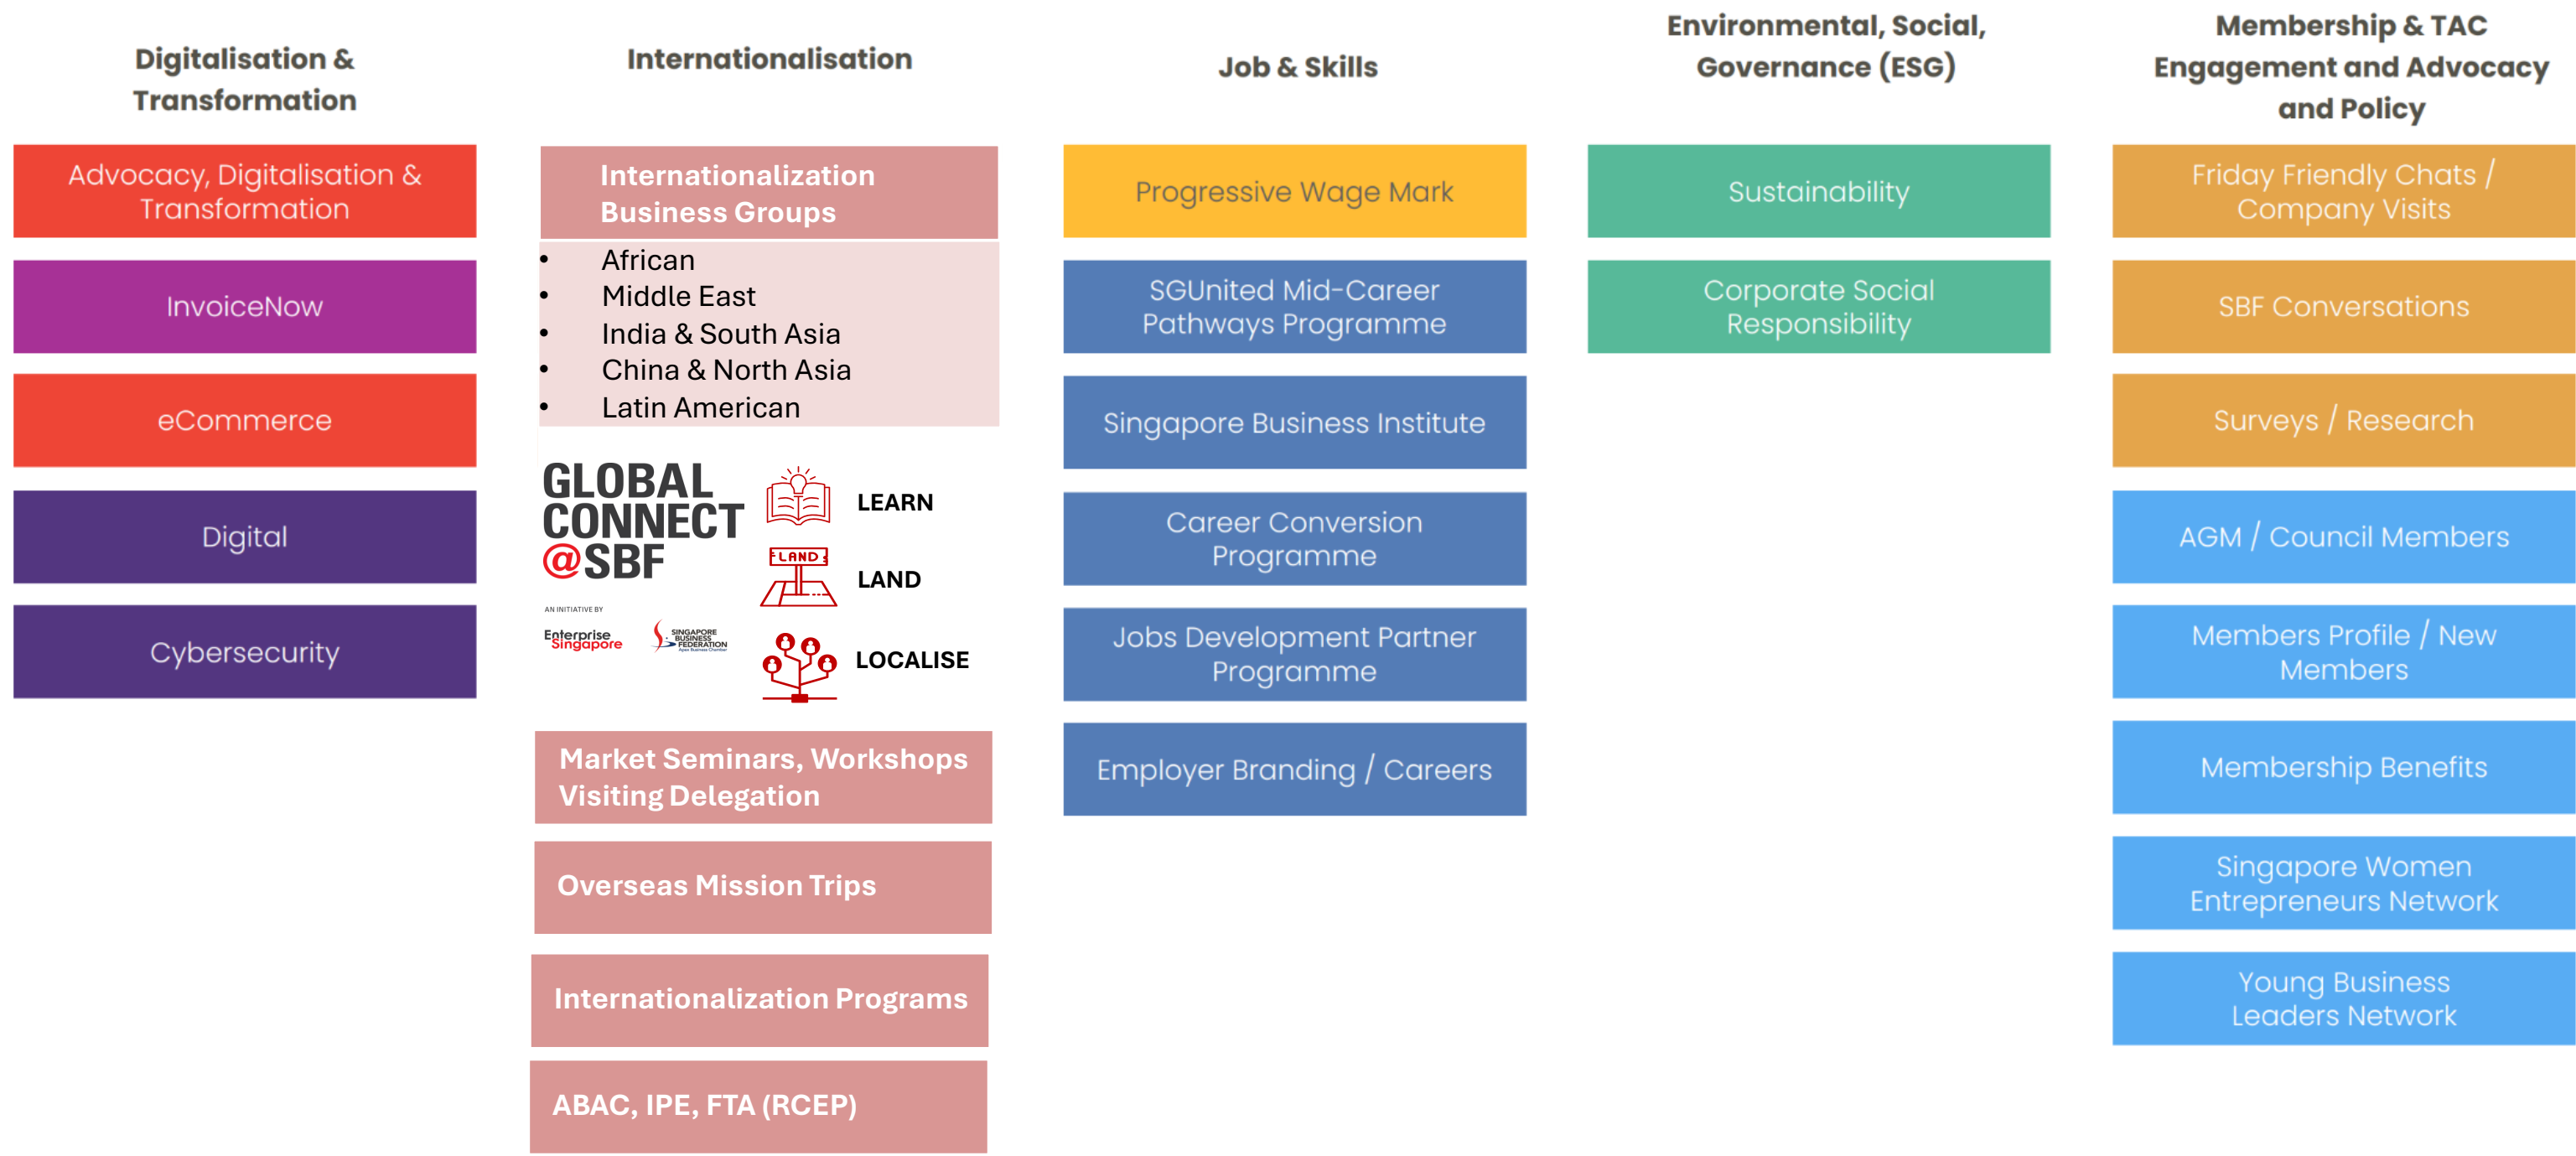 Digitalisation &
Transformation
Advocacy, Digitalisation &
Transformation
InvoiceNow
eCommerce
Digital
Cybersecurity
Internationalisation
Internationalization
Business Groups
• African
• Middle East
• India & South Asia
• China & North Asia
• Latin American
GLOBAL
CONNECT
@SBF
AN INITIATIVE BY
Enterprise
Singapore
SINGAPORE
BUSINESS
FEDERATION
Apex Business Chamber
LEARN
LAND
LAND
LOCALISE
Market Seminars, Workshops
Visiting Delegation
Overseas Mission Trips
Internationalization Programs
ABAC, IPE, FTA (RCEP)
Job & Skills
Progressive Wage Mark
SGUnited Mid-Career
Pathways Programme
Singapore Business Institute
Career Conversion
Programme
Jobs Development Partner
Programme
Employer Branding / Careers
Environmental, Social,
Governance (ESG)
Sustainability
Corporate Social
Responsibility
Membership & TAC
Engagement and Advocacy
and Policy
Friday Friendly Chats /
Company Visits
SBF Conversations
Surveys / Research
AGM / Council Members
Members Profile / New
Members
Membership Benefits
Singapore Women
Entrepreneurs Network
Young Business
Leaders Network